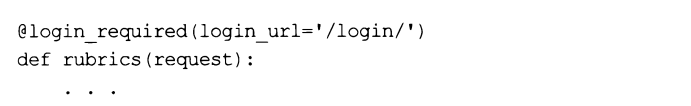 @login_required(login_url='/login/')
def rubrics(request):
    . . .